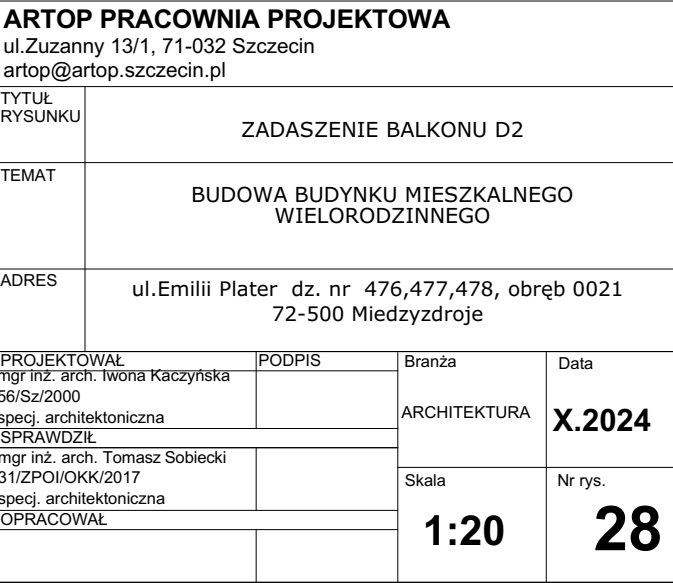 ARTOP PRACOWNIA PROJEKTOWA
ul.Zuzanny 13/1, 71-032 Szczecin
artop@artop.szczecin.pl
TYTUŁ
RYSUNKU
ZADASZENIE BALKONU D2
TEMAT
BUDOWA BUDYNKU MIESZKALNEGO
WIELORODZINNEGO
ADRES
ul.Emilii Plater dz. nr 476,477,478, obręb 0021
72-500 Miedzyzdroje
PROJEKTOWAŁ
PODPIS
mgr inż. arch. Iwona Kaczyńska
56/Sz/2000
specj. architektoniczna
SPRAWDZIŁ
mgr inż. arch. Tomasz Sobiecki
31/ZPOI/OKK/2017
specj. architektoniczna
OPRACOWAŁ
Branża
ARCHITEKTURA
Data
X.2024
Skala
1:20
Nr rys.
28